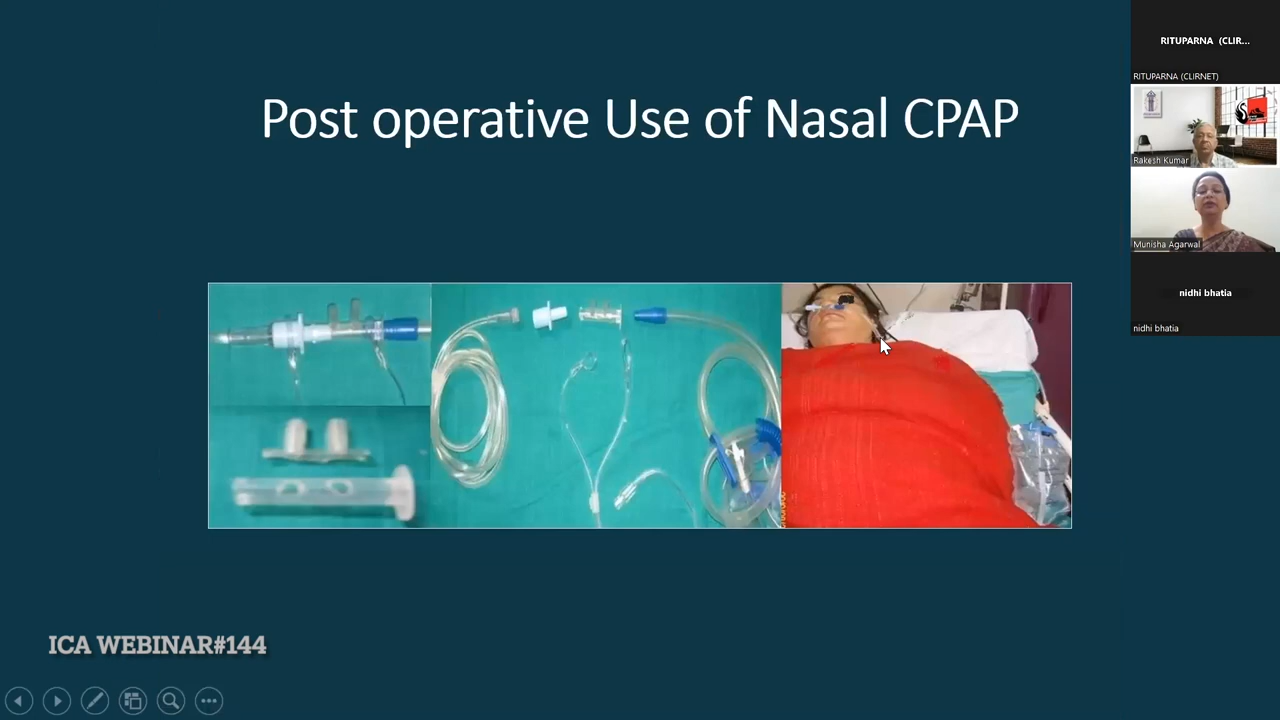 Post operative Use of Nasal CPAP
ICA WEBINAR#144
RITUPARNA (CLIR...
RITUPARNA (CLIRNET)
Rakesh Kumar
Munisha Agarwal
nidhi bhatia
nidhi bhatia